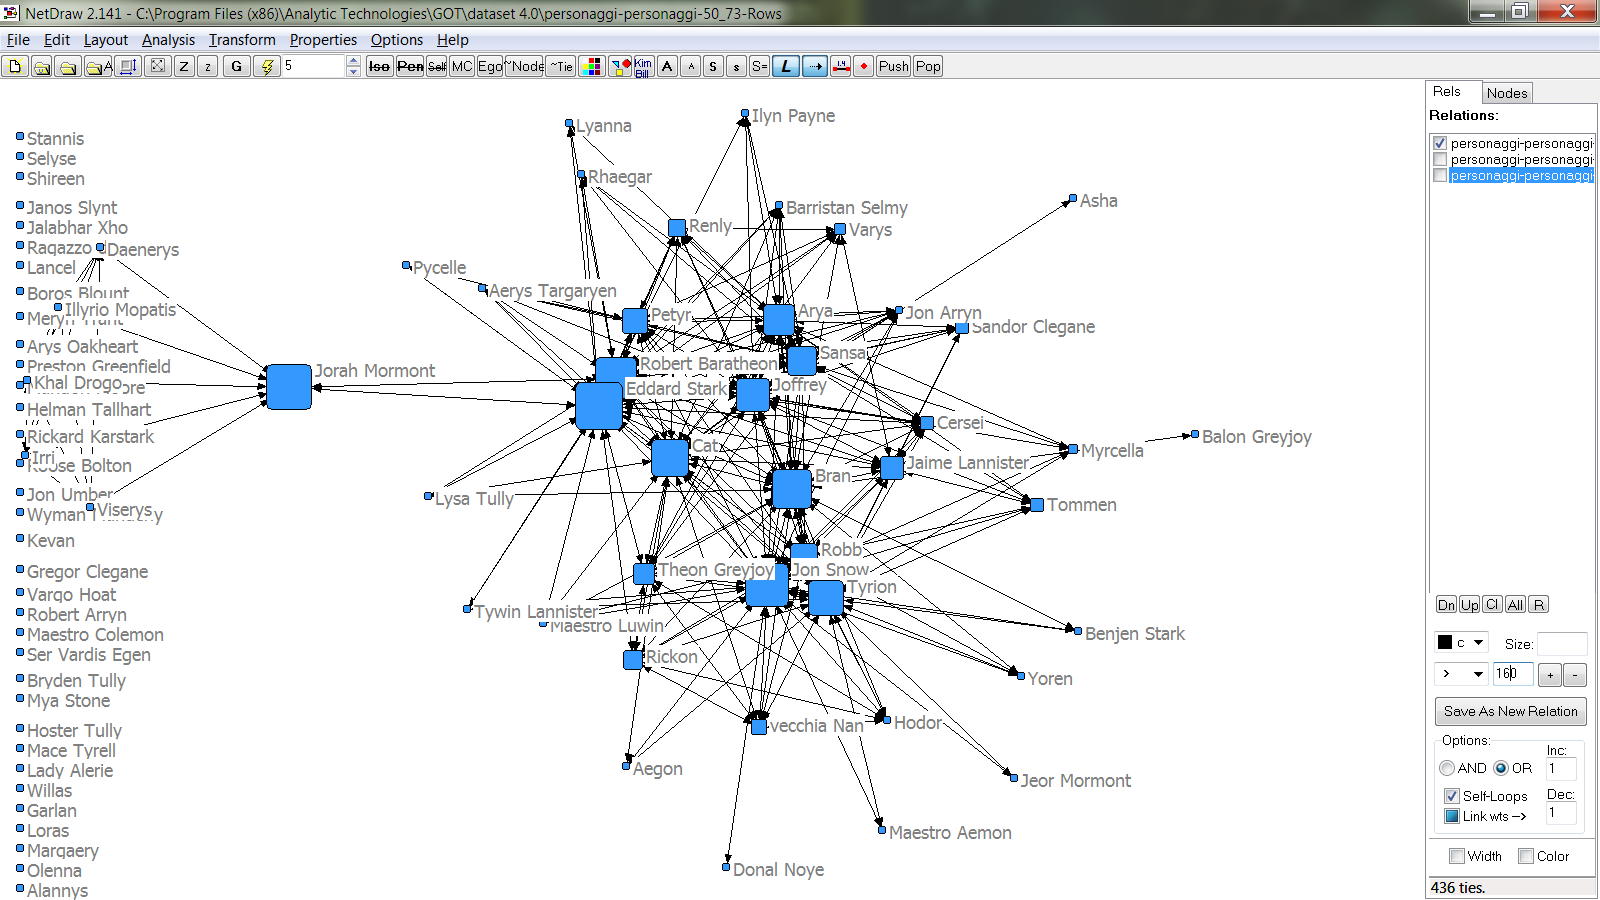 NetDraw 2.141 - C:\Program Files (x86)\Analytic Technologies\GOT\dataset 4.0\personaggi-personaggi-50_73-Rows
File Edit Layout Analysis Transform Properties Options Help
A Z z G 5 Iso Pen Self MC Ego ~Node ~Tie Kim Bill A A S s S= L 1.4 Push Pop
Rels Nodes
Relations:
personaggi-personaggi-
personaggi-personaggi-
personaggi-personaggi-
Lyanna
Ilyn Payne
Stannis
Selyse
Shireen
Rhaegar
Asha
Janos Slynt
Barristan Selmy
Jalabhar Xho
Renly
Varys
Ragazzo
Daenerys
Lancel
Pycelle
Boros Blount
Aerys Targaryen
Illyrio Mopatis
Meryn Trant
Petyr
Arya
Jon Arryn
Sandor Clegane
Arys Oakheart
Sansa
Preston Greenfield
Robert Baratheon
Jorah Mormont
Khal Drogo
Eddard Stark
Joffrey
Helman Tallhart
Cersei
Rickard Karstark
Balon Greyjoy
Cat
Myrcella
Irri
Roose Bolton
Jaime Lannister
Bran
Jon Umber
Lysa Tully
Tommen
Viserys
Wyman
Kevan
Robb
Gregor Clegane
Theon Greyjoy
Jon Snow
Tyrion
Vargo Hoat
Robert Arryn
Tywin Lannister
Maestro Luwin
Maestro Colemon
Benjen Stark
Ser Vardis Egen
Rickon
Bryden Tully
Yoren
Mya Stone
Hoster Tully
vecchia Nan
Hodor
Mace Tyrell
Lady Alerie
Aegon
Jeor Mormont
Willas
Garlan
Loras
Maestro Aemon
Margaery
Olenna
Donal Noye
Alannys
Dn Up Cl All R
c Size:
> 160 + -
Save As New Relation
Options:
Inc:
AND OR 1
Self-Loops Dec:
Link wts --> 1
Width Color
436 ties.